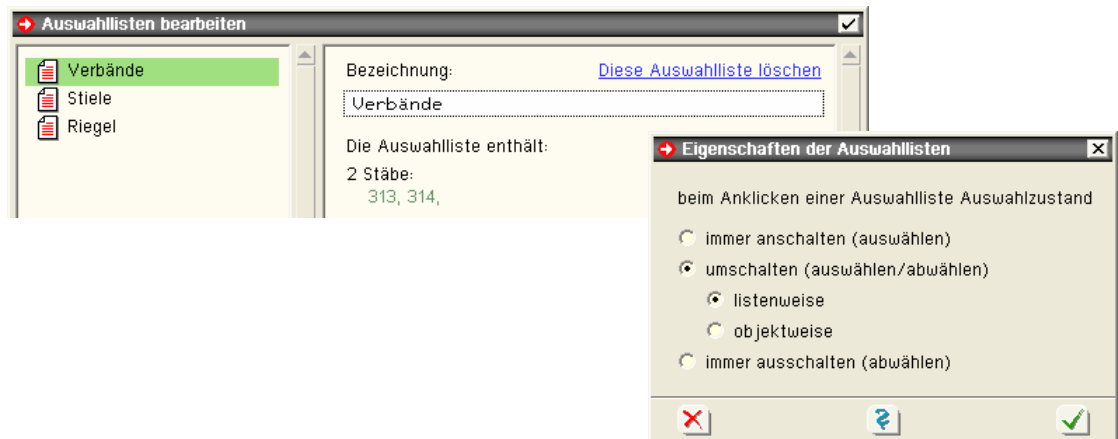 Auswahllisten bearbeiten
Verbände
Stiele
Riegel
Bezeichnung:
Diese Auswahlliste löschen
Verbände
Die Auswahlliste enthält:
2 Stäbe:
313, 314,
Eigenschaften der Auswahllisten
beim Anklicken einer Auswahlliste Auswahlzustand
immer anschalten (auswählen)
umschalten (auswählen/abwählen)
listenweise
objektweise
immer ausschalten (abwählen)